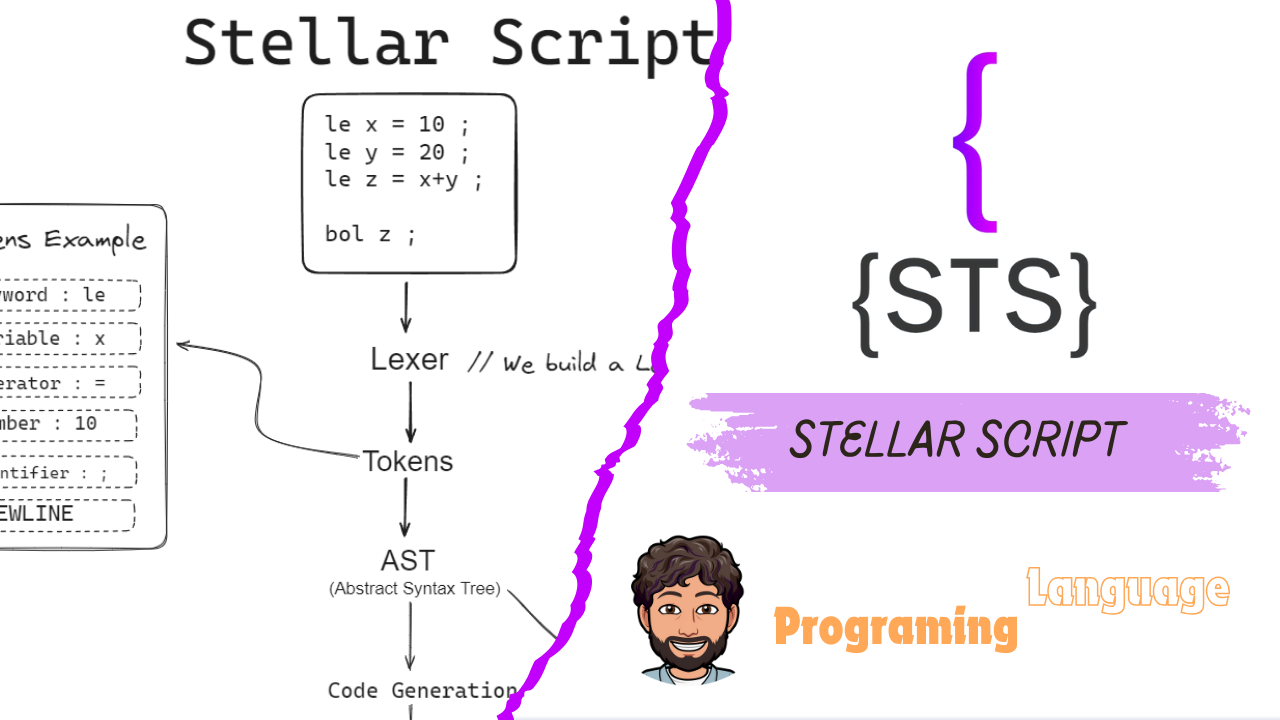 Stellar Script
le x = 10 ;
le y = 20 ;
le z = x+y ;
bol z ;
Lexer // We build a L
Tokens
AST
(Abstract Syntax Tree)
Code Generation
ens Example
yword : le
riable : x
erator : =
mber : 10
ntifier : ;
EWLINE
{
{STS}
STELLAR SCRIPT
Programing
Language